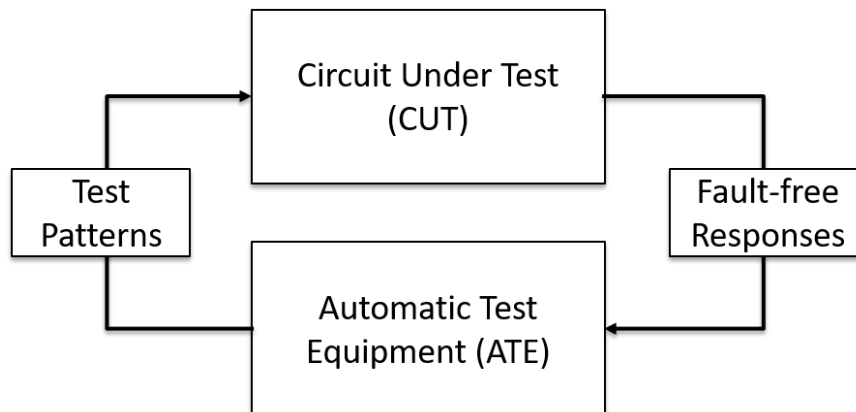 Circuit Under Test
(CUT)
Test
Patterns
Fault-free
Responses
Automatic Test
Equipment (ATE)